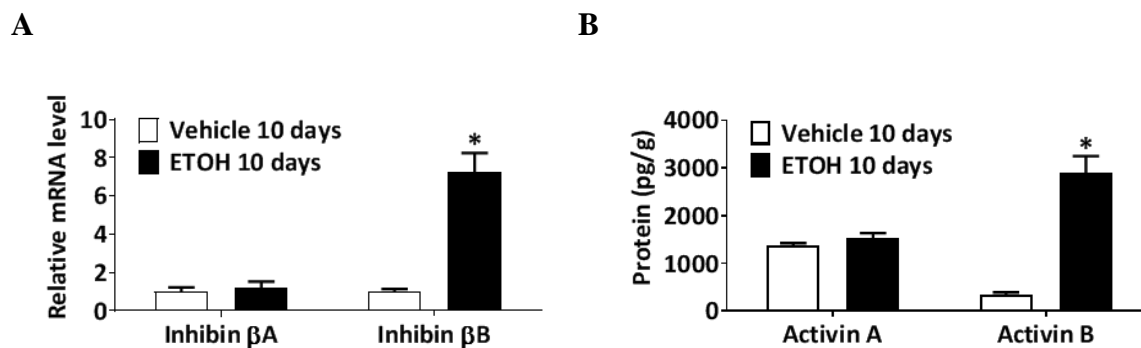 A
B
Relative mRNA level
10
8
6
4
2
0
Vehicle 10 days
ETOH 10 days
*
Inhibin βA
Inhibin βB
Protein (pg/g)
4000
3000
2000
1000
0
Vehicle 10 days
ETOH 10 days
*
Activin A
Activin B